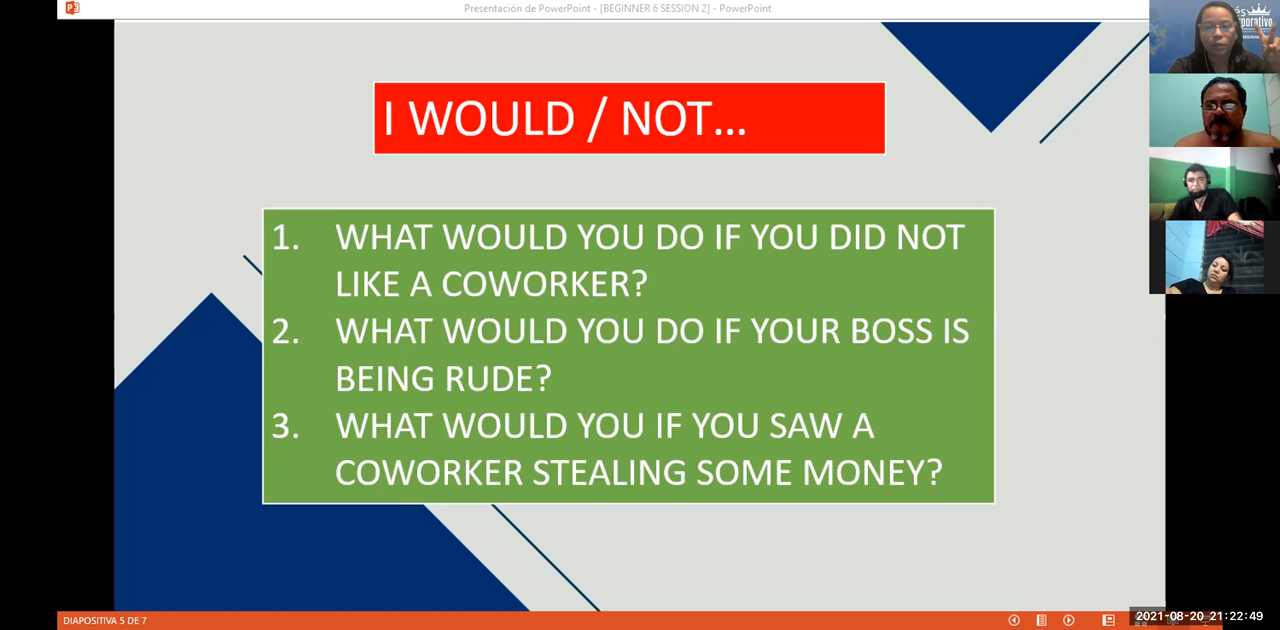 Presentación de PowerPoint - [BEGINNER 6 SESSION 2] - PowerPoint
I WOULD / NOT...
1. WHAT WOULD YOU DO IF YOU DID NOT
LIKE A COWORKER?
2. WHAT WOULD YOU DO IF YOUR BOSS IS
BEING RUDE?
3. WHAT WOULD YOU IF YOU SAW A
COWORKER STEALING SOME MONEY?
DIAPOSITIVA 5 DE 7
2021-08-20 21:22:49